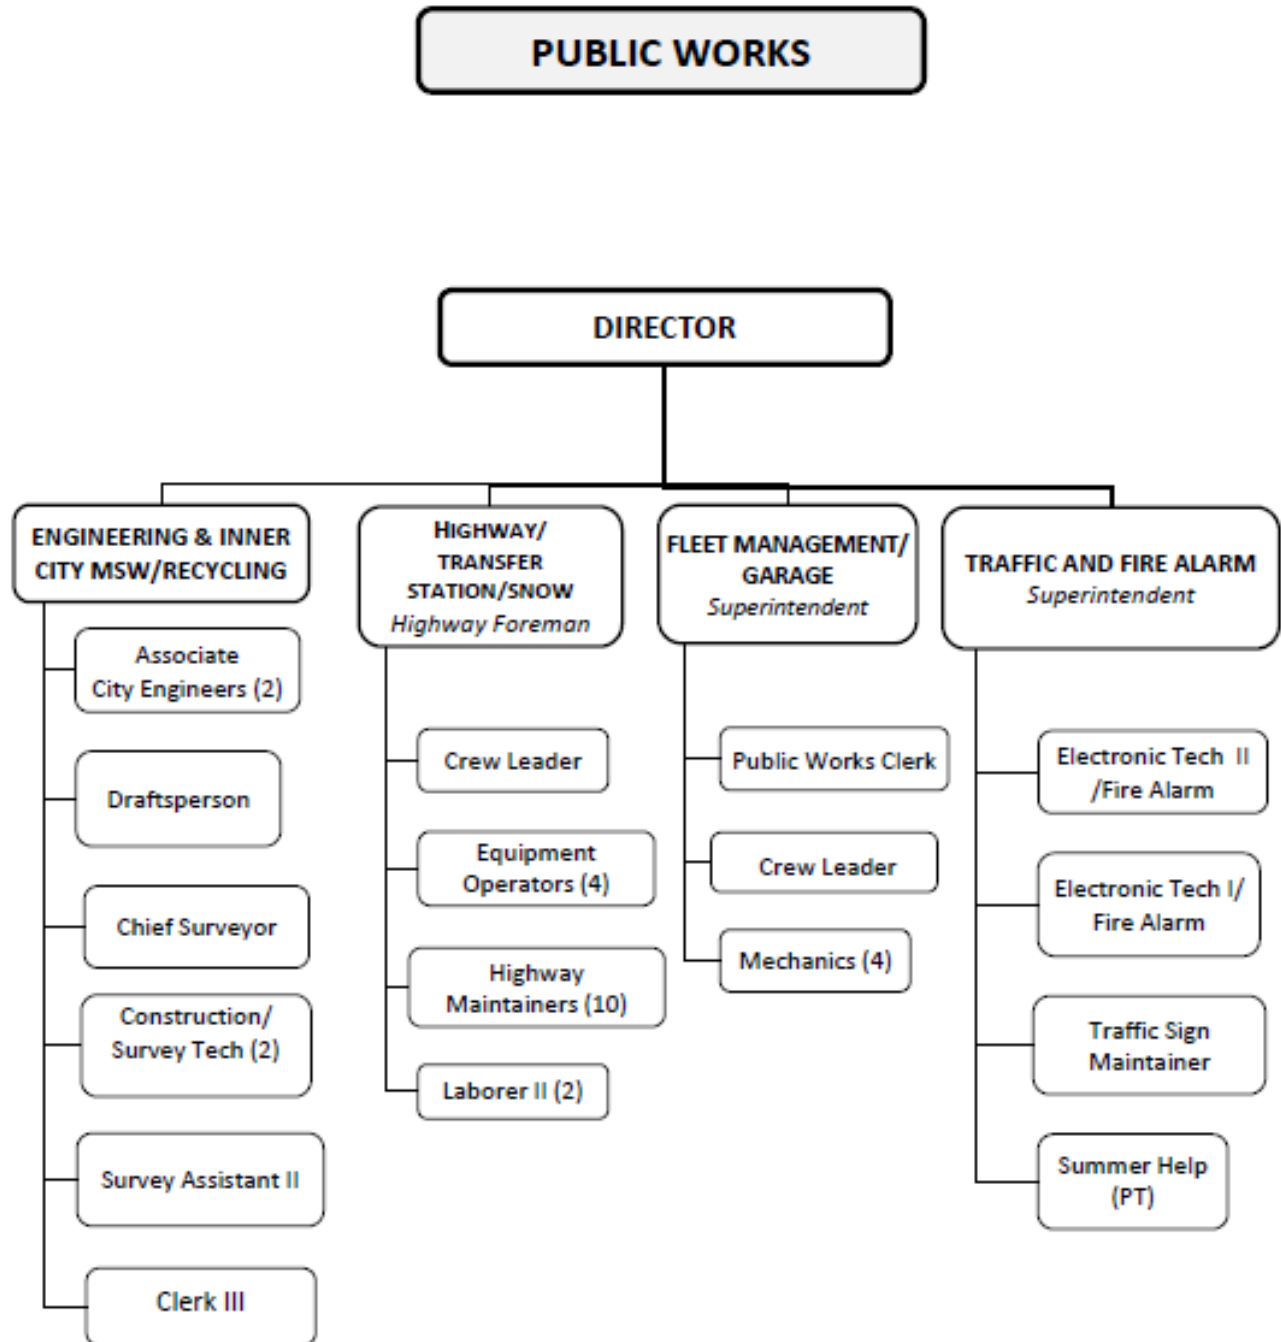 PUBLIC WORKS
DIRECTOR
ENGINEERING & INNER
CITY MSW/RECYCLING
Associate
City Engineers (2)
Draftsperson
Chief Surveyor
Construction/
Survey Tech (2)
Survey Assistant II
Clerk III
HIGHWAY/
TRANSFER
STATION/SNOW
Highway Foreman
Crew Leader
Equipment
Operators (4)
Highway
Maintainers (10)
Laborer II (2)
FLEET MANAGEMENT/
GARAGE
Superintendent
Public Works Clerk
Crew Leader
Mechanics (4)
TRAFFIC AND FIRE ALARM
Superintendent
Electronic Tech II
/Fire Alarm
Electronic Tech I/
Fire Alarm
Traffic Sign
Maintainer
Summer Help
(PT)